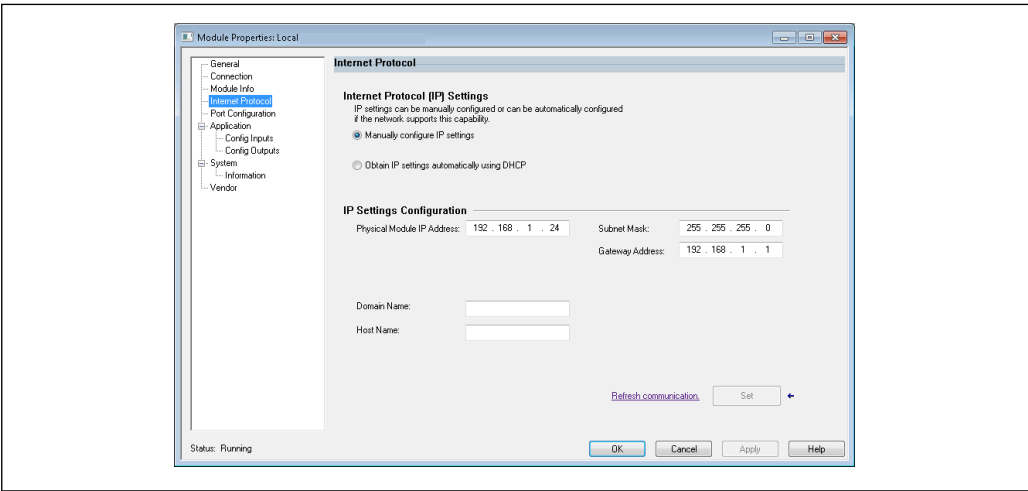 Module Properties: Local
General
Connection
Module Info
Internet Protocol
Port Configuration
Application
Config Inputs
Config Outputs
System
Information
Vendor
Internet Protocol
Internet Protocol (IP) Settings
IP settings can be manually configured or can be automatically configured
if the network supports this capability.
Manually configure IP settings
Obtain IP settings automatically using DHCP
IP Settings Configuration
Physical Module IP Address: 192 . 168 . 1 . 24 Subnet Mask: 255 . 255 . 255 . 0
Gateway Address: 192 . 168 . 1 . 1
Domain Name:
Host Name:
Refresh communication. Set
Status: Running OK Cancel Apply Help